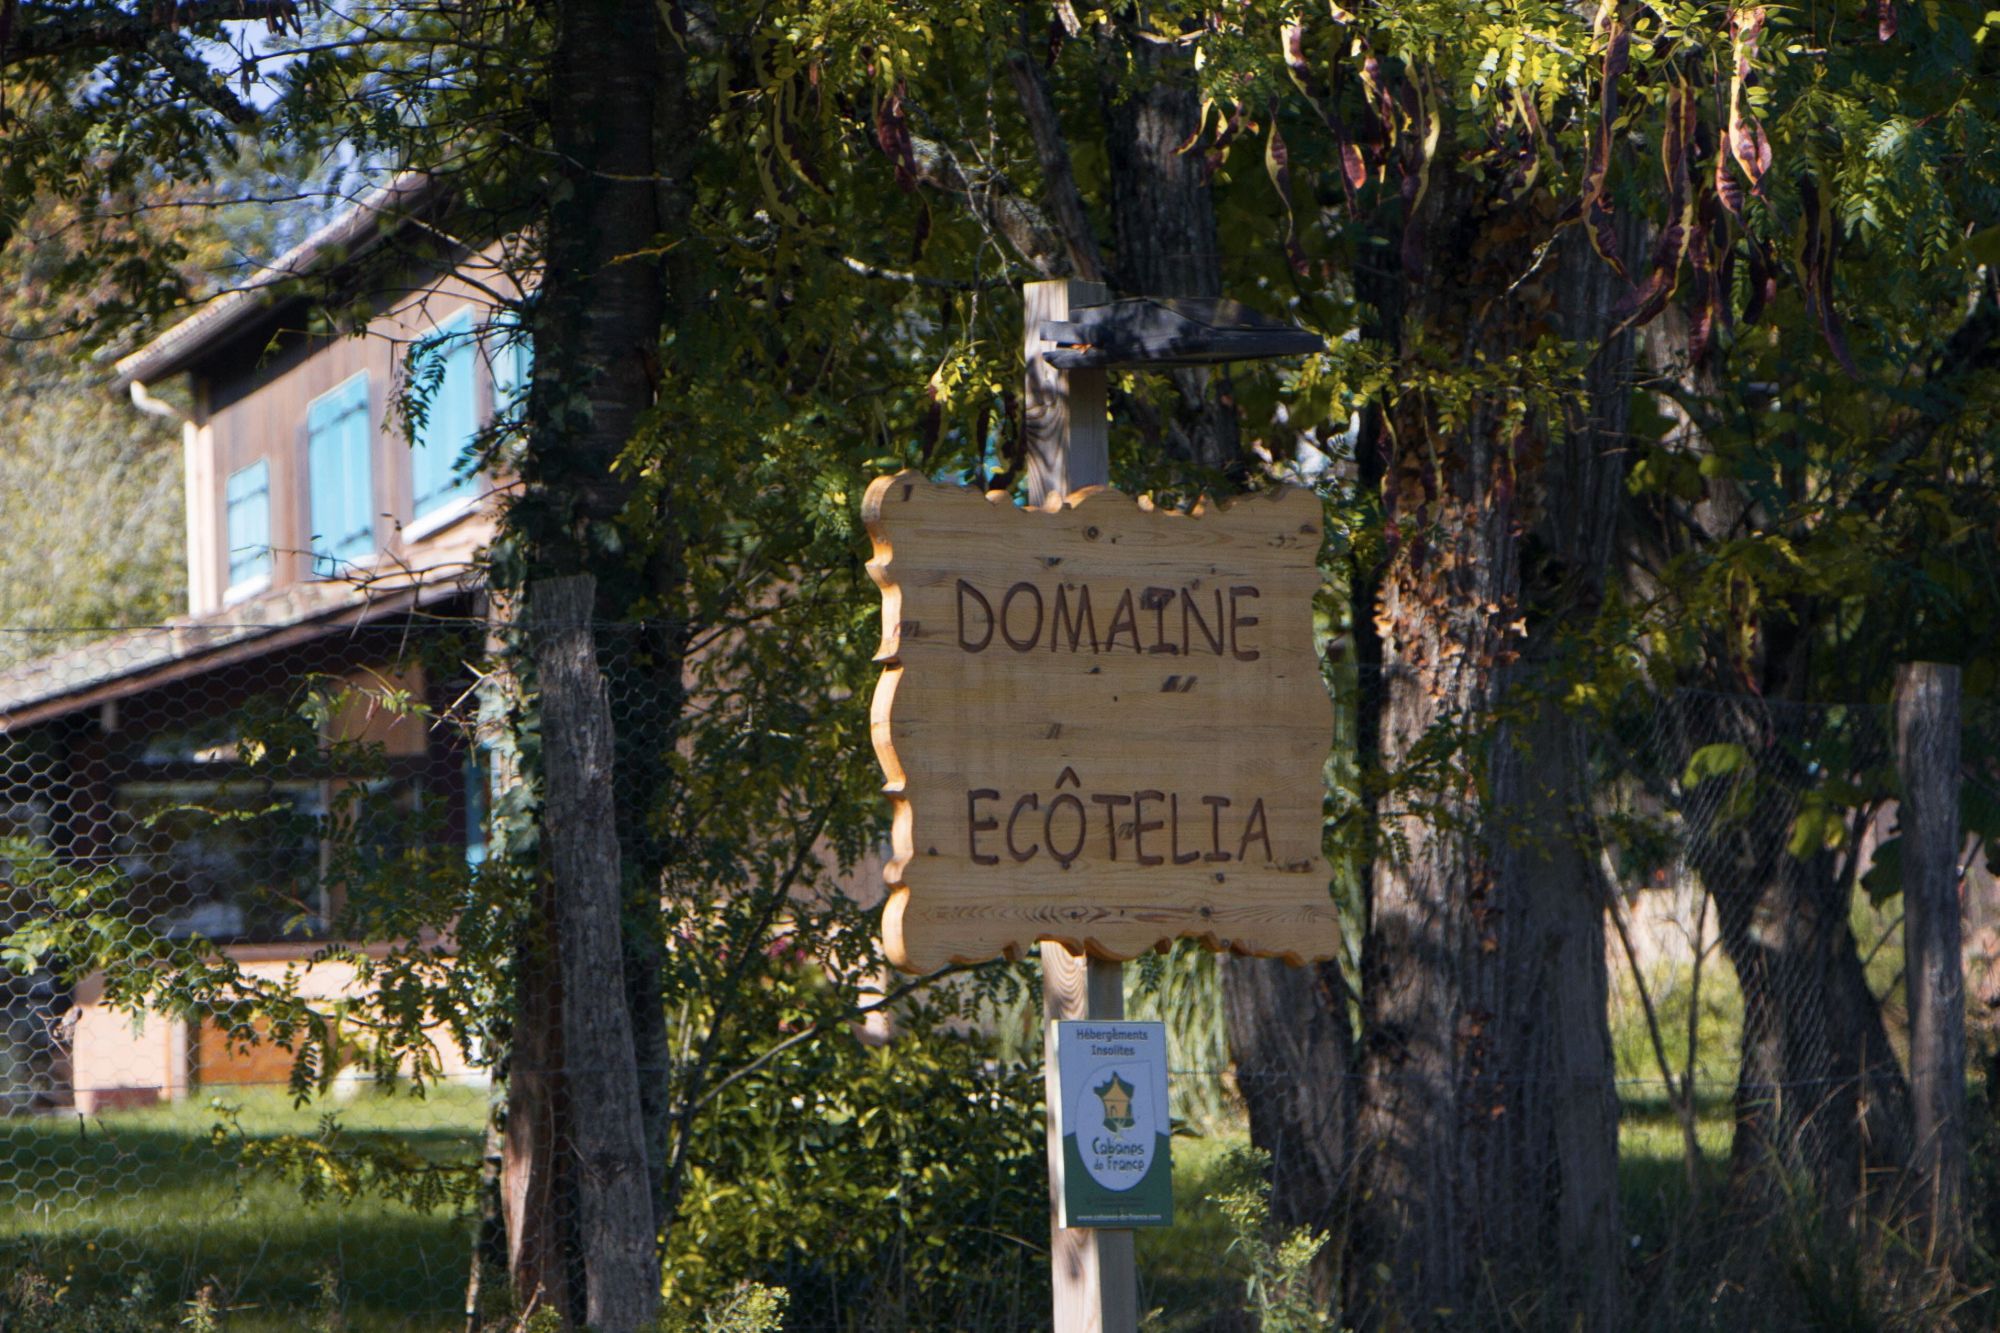 DOMAINE
ECÔTELIA
Hébergements
Insolites
Cabanes
de France
www.cabanes-de-france.com